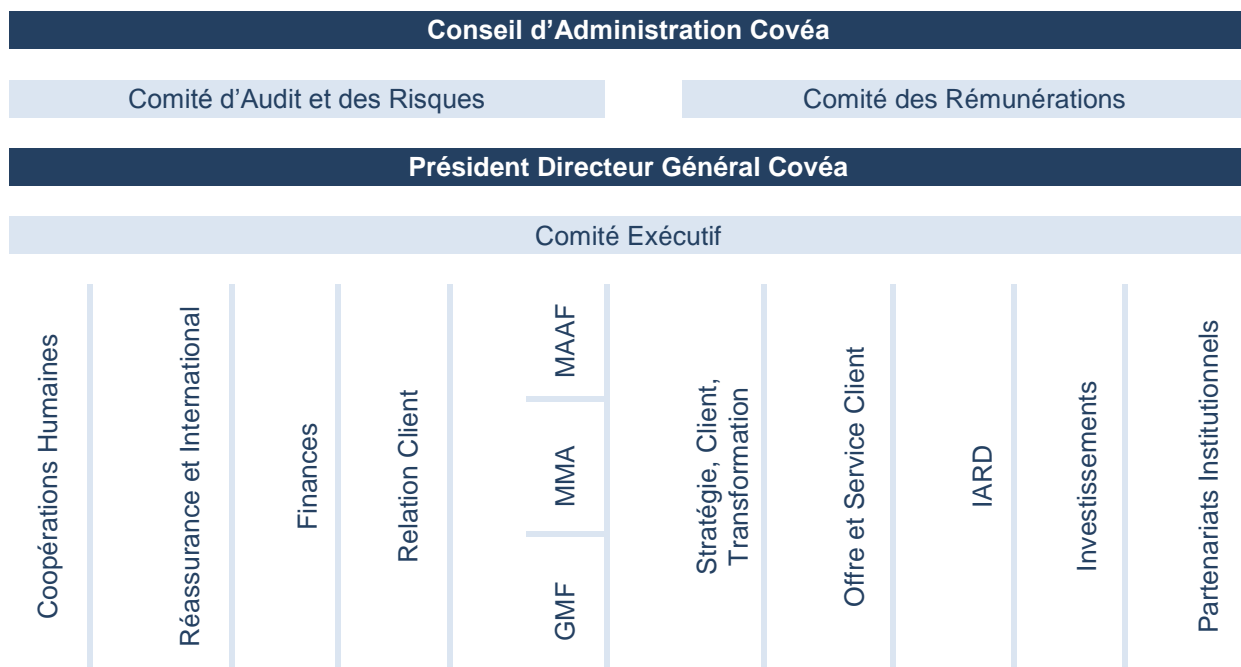 Conseil d’Administration Covéa
Comité d’Audit et des Risques
Comité des Rémunérations
Président Directeur Général Covéa
Comité Exécutif
Coopérations Humaines
Réassurance et International
Finances
Relation Client
MAAF
MMA
GMF
Stratégie, Client,
Transformation
Offre et Service Client
IARD
Investissements
Partenariats Institutionnels